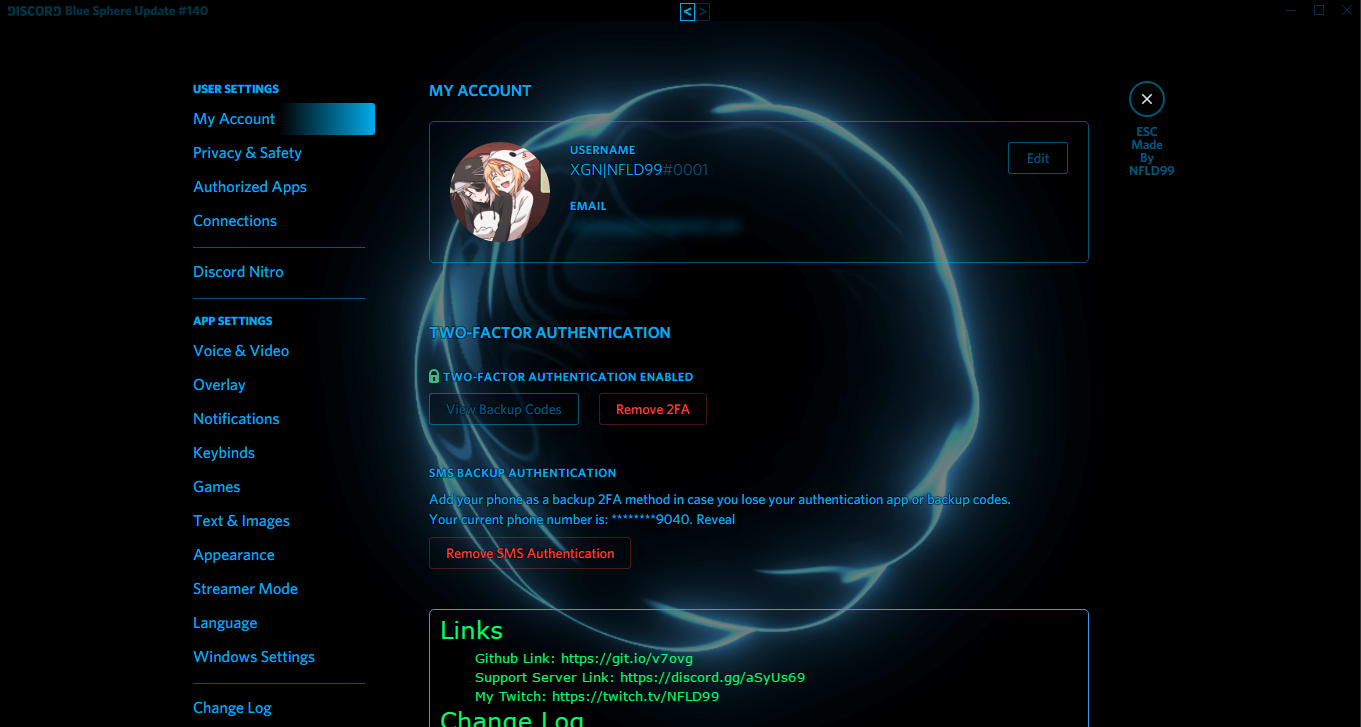 DISCORD Blue Sphere Update #140
< >
USER SETTINGS
My Account
Privacy & Safety
Authorized Apps
Connections
Discord Nitro
APP SETTINGS
Voice & Video
Overlay
Notifications
Keybinds
Games
Text & Images
Appearance
Streamer Mode
Language
Windows Settings
Change Log
MY ACCOUNT
USERNAME
XGN|NFLD99#0001
EMAIL
Edit
TWO-FACTOR AUTHENTICATION
TWO-FACTOR AUTHENTICATION ENABLED
View Backup Codes
Remove 2FA
SMS BACKUP AUTHENTICATION
Add your phone as a backup 2FA method in case you lose your authentication app or backup codes.
Your current phone number is: ********9040. Reveal
Remove SMS Authentication
Links
Github Link: https://git.io/v7ovg
Support Server Link: https://discord.gg/aSyUs69
My Twitch: https://twitch.tv/NFLD99
Change Log
ESC
Made
By
NFLD99